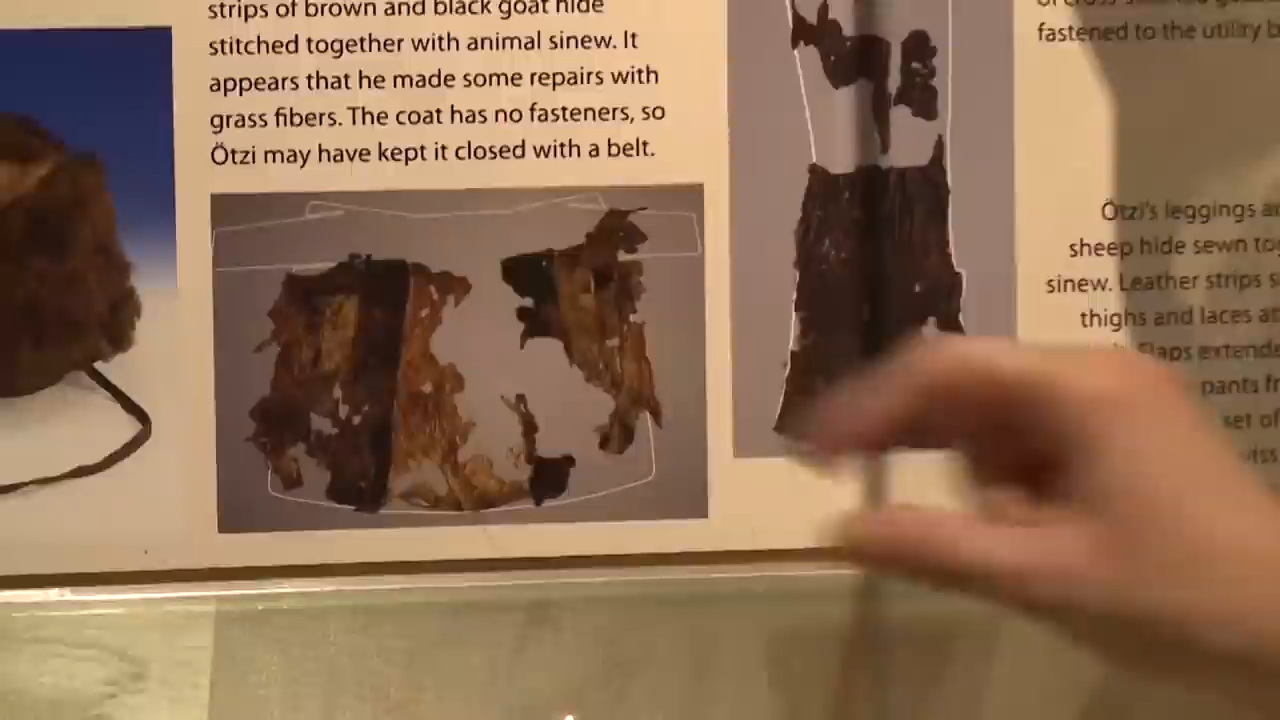 strips of brown and black goat hide
stitched together with animal sinew. It
appears that he made some repairs with
grass fibers. The coat has no fasteners, so
Ötzi may have kept it closed with a belt.
fastened to the utility
Ötzi's leggings
sheep hide sewn
sinew. Leather strips
thighs and laces at
Flaps
pants
set of